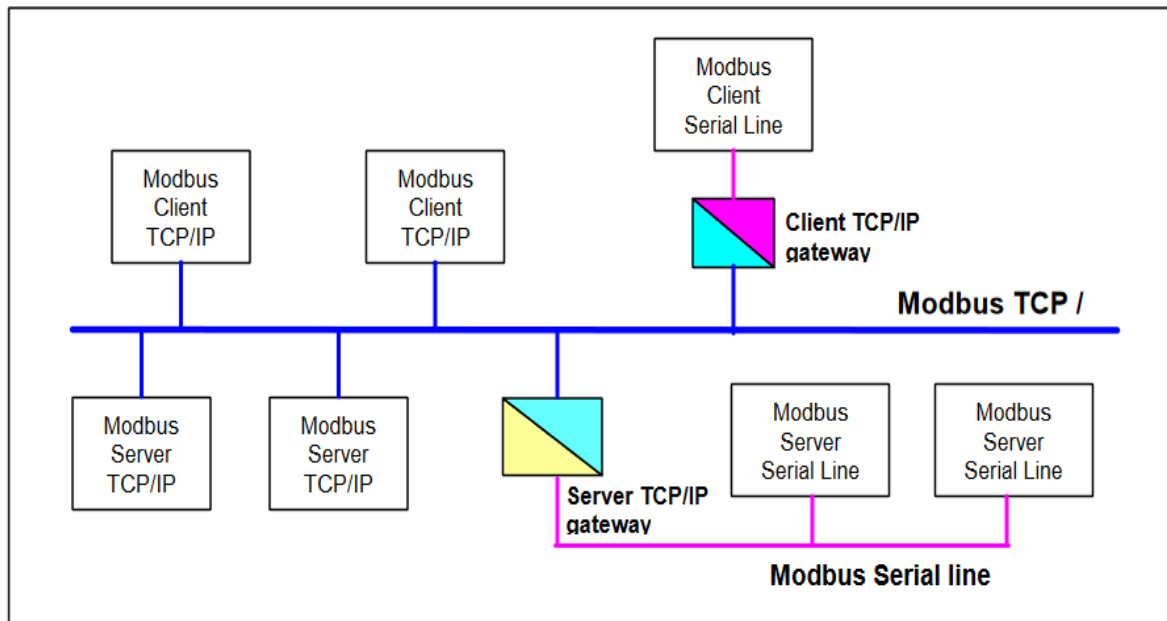 Modbus
Client
Serial Line
Modbus
Client
TCP/IP
Modbus
Client
TCP/IP
Client TCP/IP
gateway
Modbus TCP /
Modbus
Server
TCP/IP
Modbus
Server
TCP/IP
Modbus
Server
Serial Line
Modbus
Server
Serial Line
Server TCP/IP
gateway
Modbus Serial line